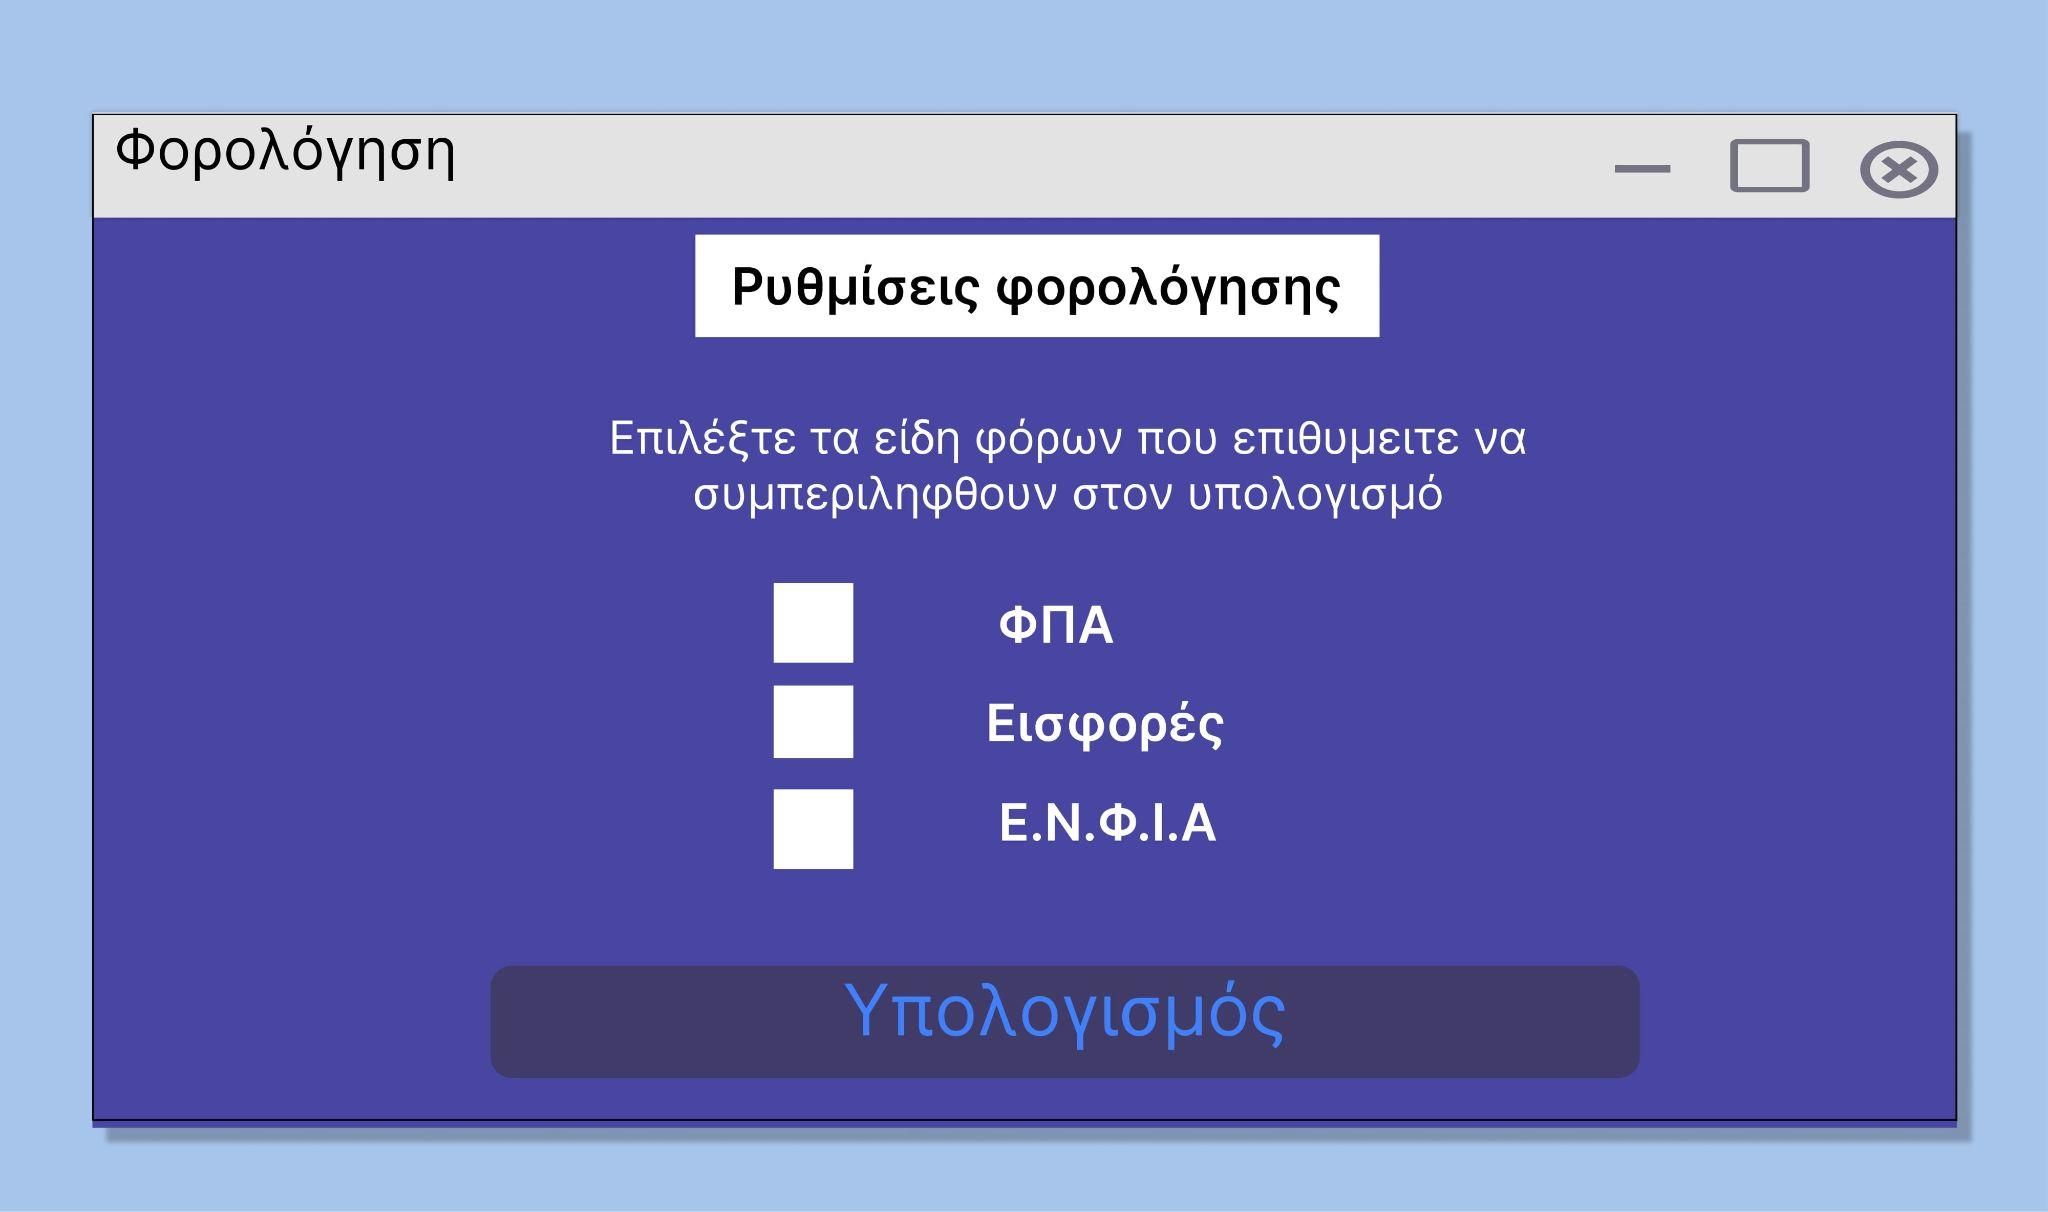 Φορολόγηση
Ρυθμίσεις φορολόγησης
Επιλέξτε τα είδη φόρων που επιθυμειτε να
συμπεριληφθουν στον υπολογισμό
ΦΠΑ
Εισφορές
Ε.Ν.Φ.Ι.Α
Υπολογισμός